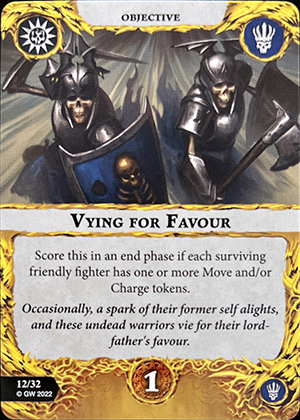 OBJECTIVE
VYING FOR FAVOUR
Score this in an end phase if each surviving
friendly fighter has one or more Move and/or
Charge tokens.
Occasionally, a spark of their former self alights,
and these undead warriors vie for their lord-
father's favour.
12/32
© GW 2022
1